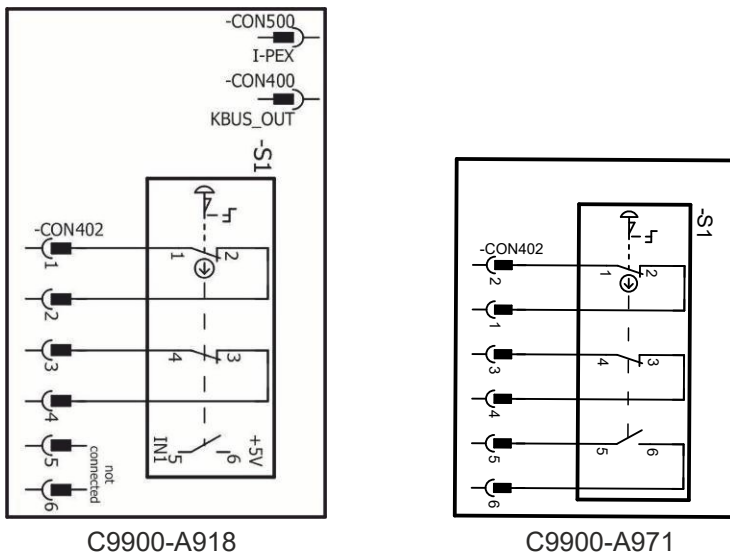 -CON500
I-PEX
-CON400
KBUS_OUT
-S1
-CON402
1
1
2
2
3
4
3
4
5
IN1
5
6
+5V
not
connected
6
C9900-A918
-S1
-CON402
2
1
2
1
3
4
3
4
5
5
6
6
C9900-A971